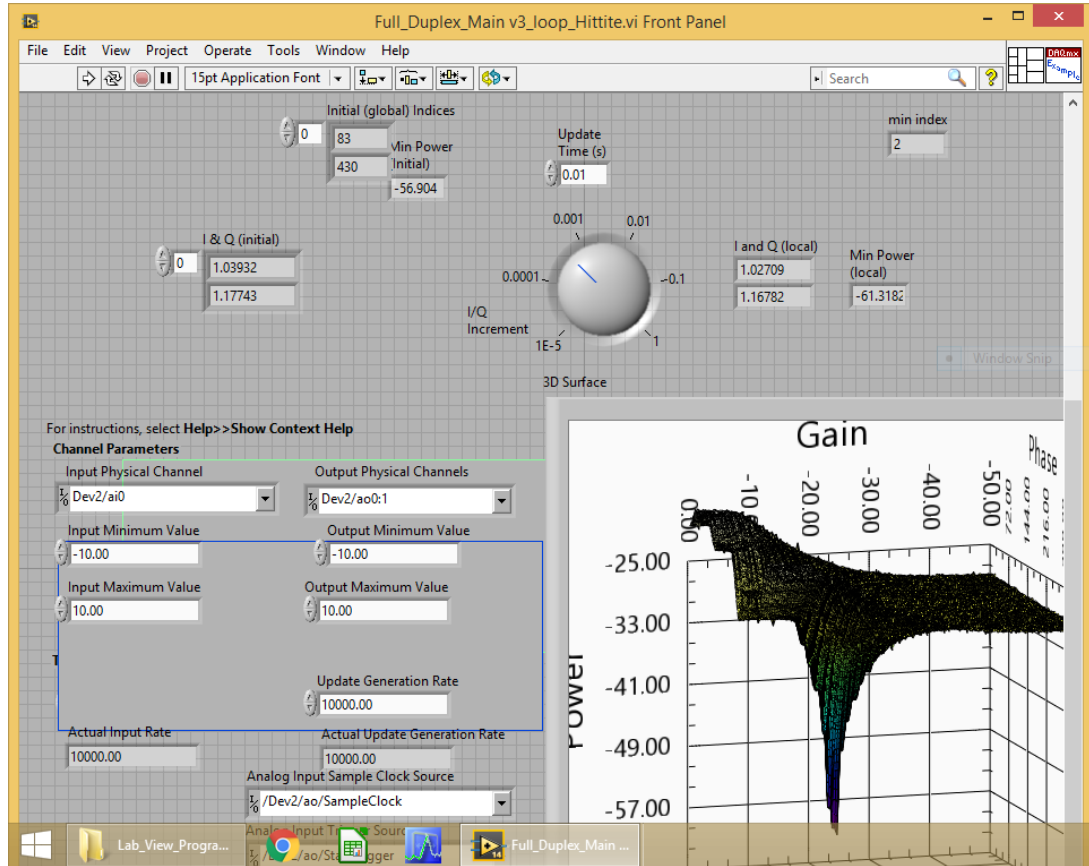 Full_Duplex_Main v3_loop_Hittite.vi Front Panel
File Edit View Project Operate Tools Window Help
15pt Application Font
Search
DAQmx
Example
Initial (global) Indices
0
83
430
Min Power
(Initial)
-56.904
Update
Time (s)
0.01
min index
2
I & Q (initial)
0
1.03932
1.17743
0.001
0.01
0.0001
0.1
1E-5
1
I/Q
Increment
I and Q (local)
1.02709
1.16782
Min Power
(local)
-61.3182
Window Snip
3D Surface
For instructions, select Help>>Show Context Help
Channel Parameters
Input Physical Channel
Dev2/ai0
Output Physical Channels
Dev2/ao0:1
Input Minimum Value
-10.00
Output Minimum Value
-10.00
Input Maximum Value
10.00
Output Maximum Value
10.00
Update Generation Rate
10000.00
Actual Input Rate
10000.00
Actual Update Generation Rate
10000.00
Analog Input Sample Clock Source
/Dev2/ao/SampleClock
Gain
Phase
0.00
-10.00
-20.00
-30.00
-40.00
-50.00
72.00
144.00
216.00
Power
-25.00
-33.00
-41.00
-49.00
-57.00
Lab_View_Progra...
Full_Duplex_Main ...